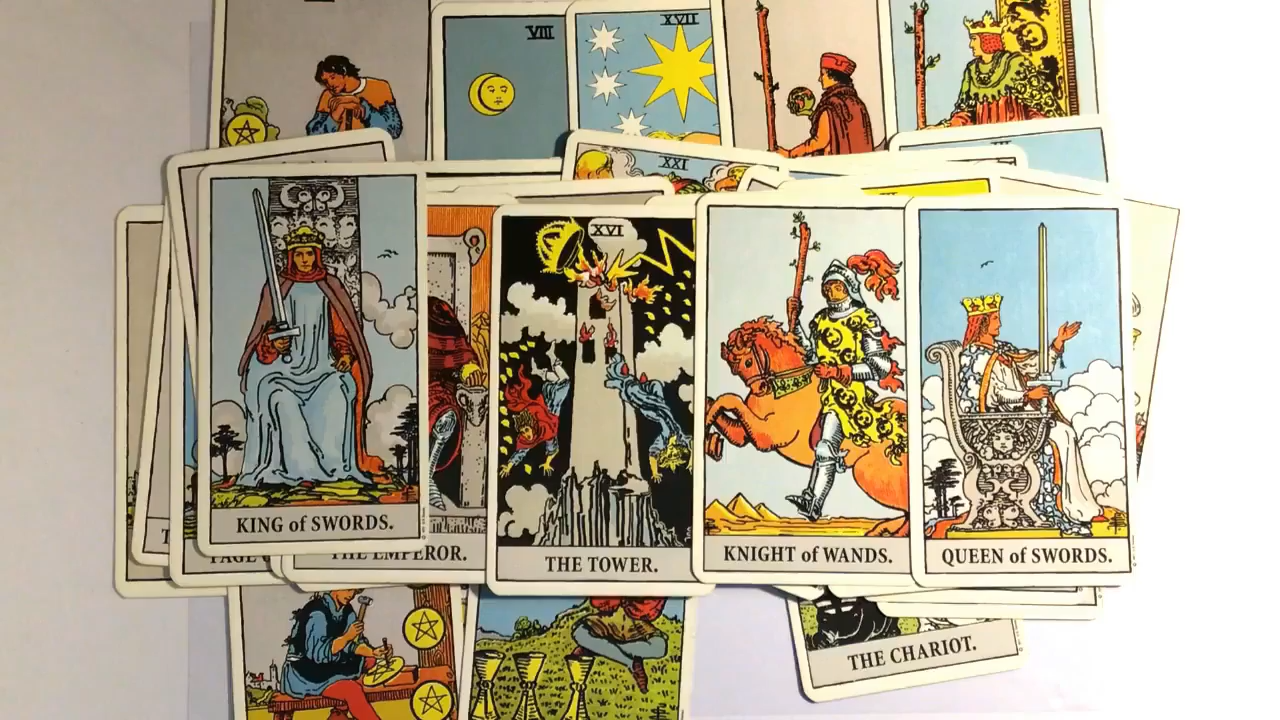 VIII
XVII
XXI
XVI
KING of SWORDS.
THE EMPEROR.
THE TOWER.
KNIGHT of WANDS.
QUEEN of SWORDS.
PAGE
THE CHARIOT.